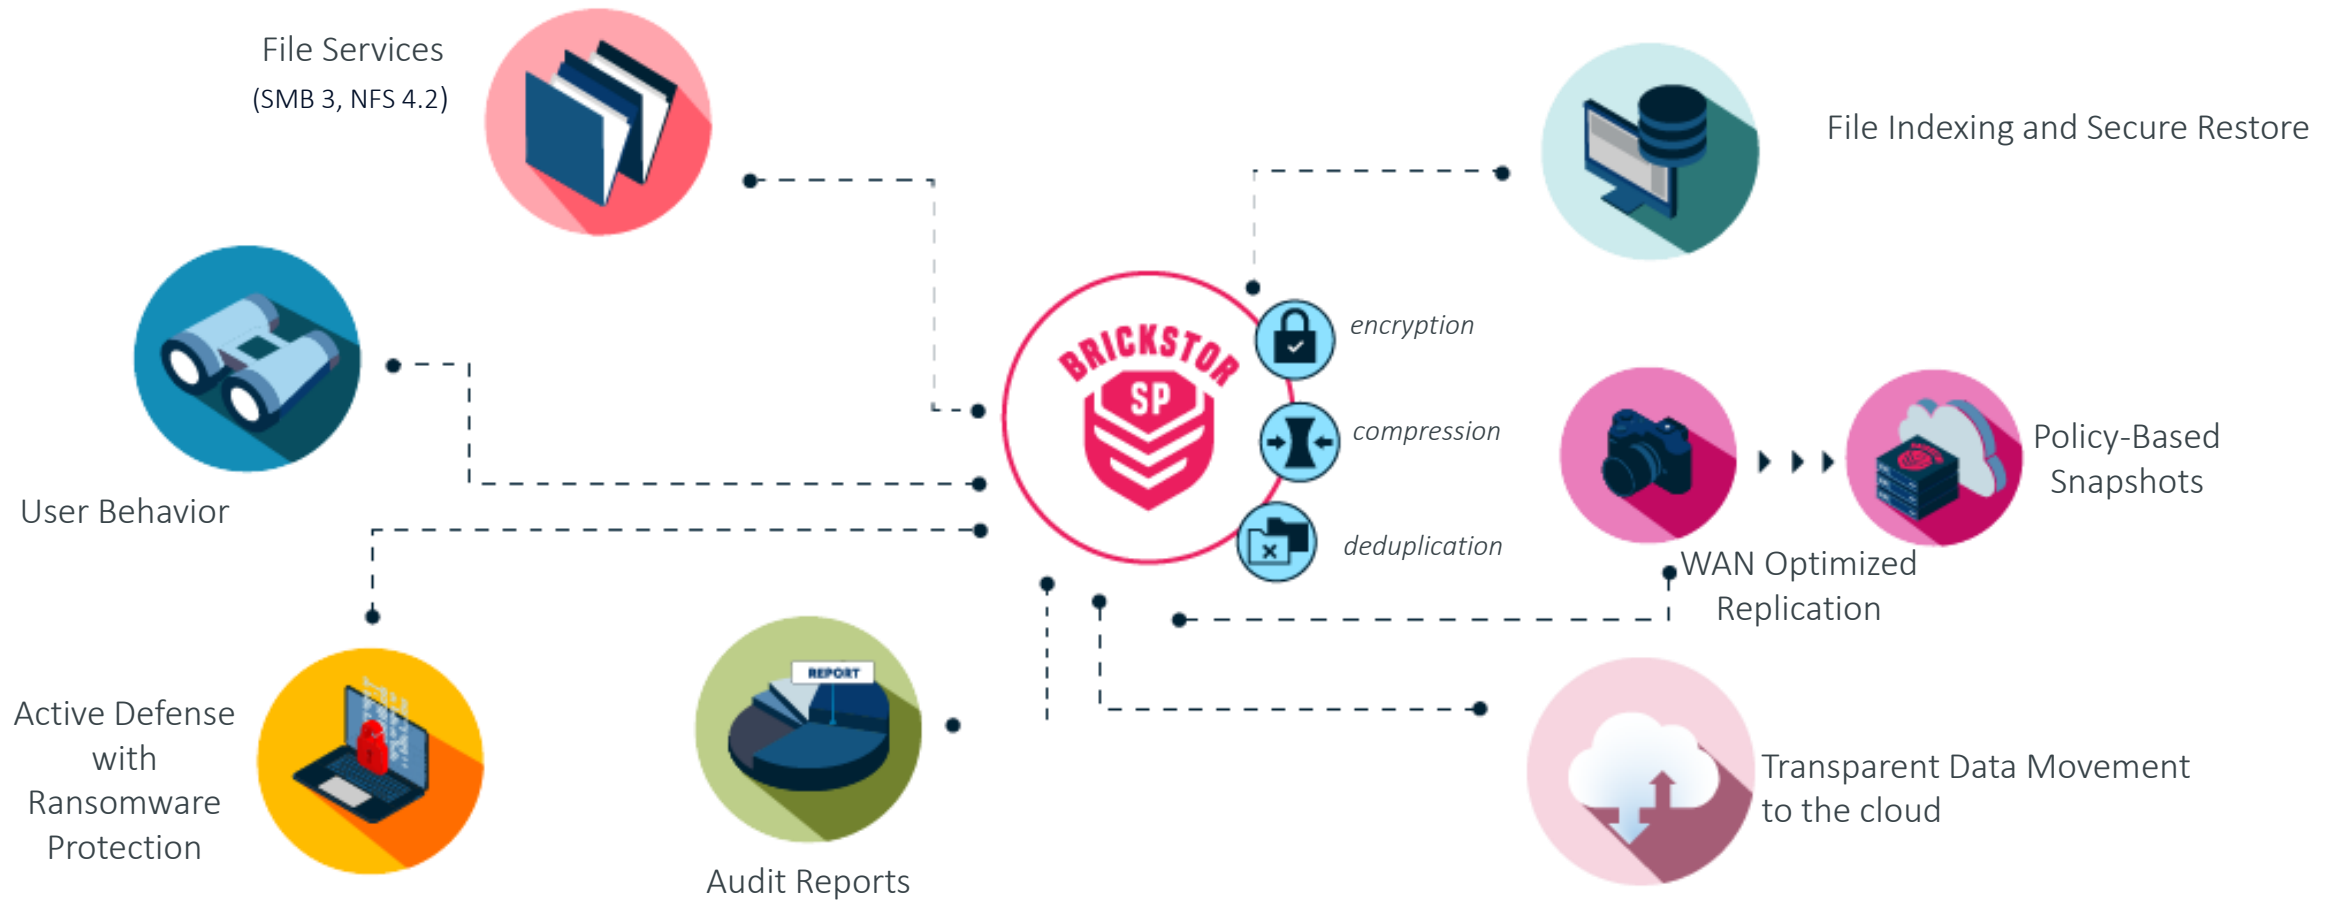 File Services
(SMB 3, NFS 4.2)
File Indexing and Secure Restore
User Behavior
BRICKSTOR
SP
encryption
compression
deduplication
Policy-Based
Snapshots
WAN Optimized
Replication
Active Defense
with
Ransomware
Protection
REPORT
Audit Reports
Transparent Data Movement
to the cloud